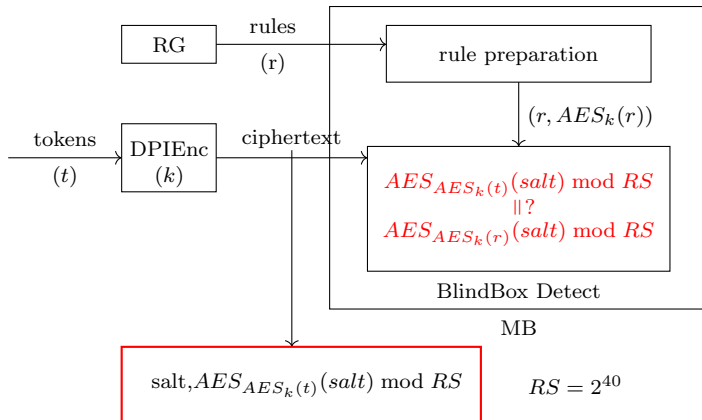 RG
rules
(r)
rule preparation
(r, AES_k(r))
tokens
(t)
DPIEnc
(k)
ciphertext
AES_{AES_k(t)}(salt) mod RS
=?
AES_{AES_k(r)}(salt) mod RS
BlindBox Detect
MB
salt,AES_{AES_k(t)}(salt) mod RS
RS = 2^{40}